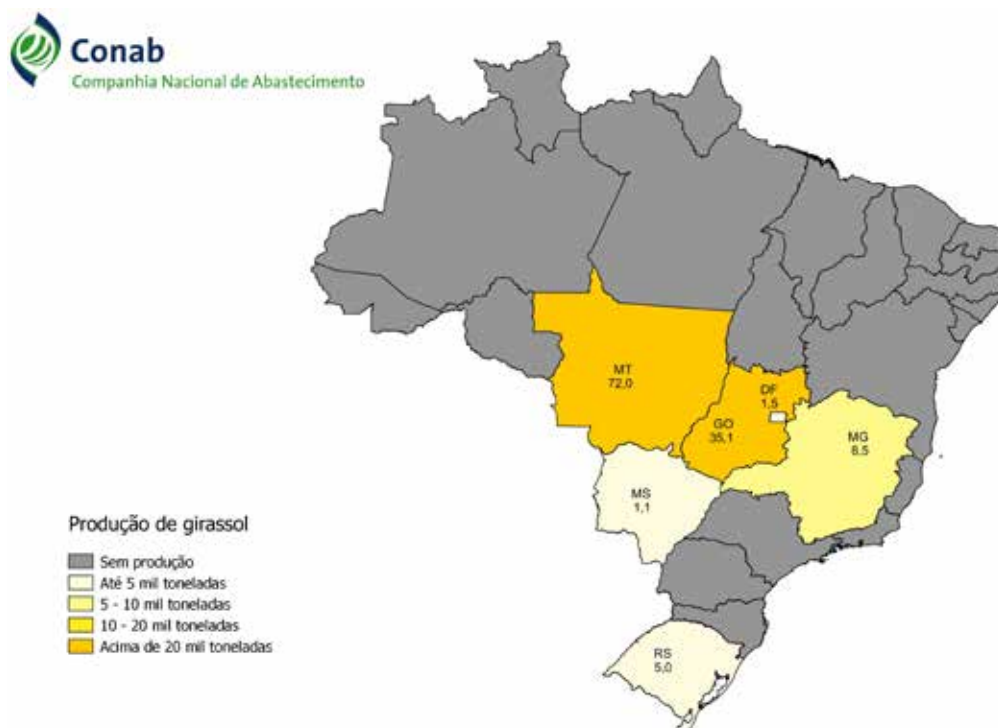 Conab
Companhia Nacional de Abastecimento
MT
72,0
DF
1,5
GO
35,1
MG
8,5
MS
1,1
Produção de girassol
Sem produção
Até 5 mil toneladas
5 - 10 mil toneladas
10 - 20 mil toneladas
Acima de 20 mil toneladas
RS
5,0